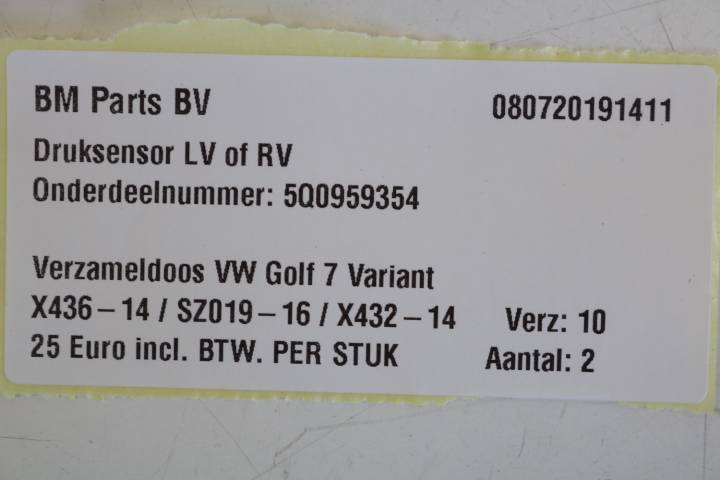 BM Parts BV 080720191411
Druksensor LV of RV
Onderdeelnummer: 5Q0959354
Verzameldoos VW Golf 7 Variant
X436-14 / SZ019-16 / X432-14 Verz: 10
25 Euro incl. BTW. PER STUK Aantal: 2